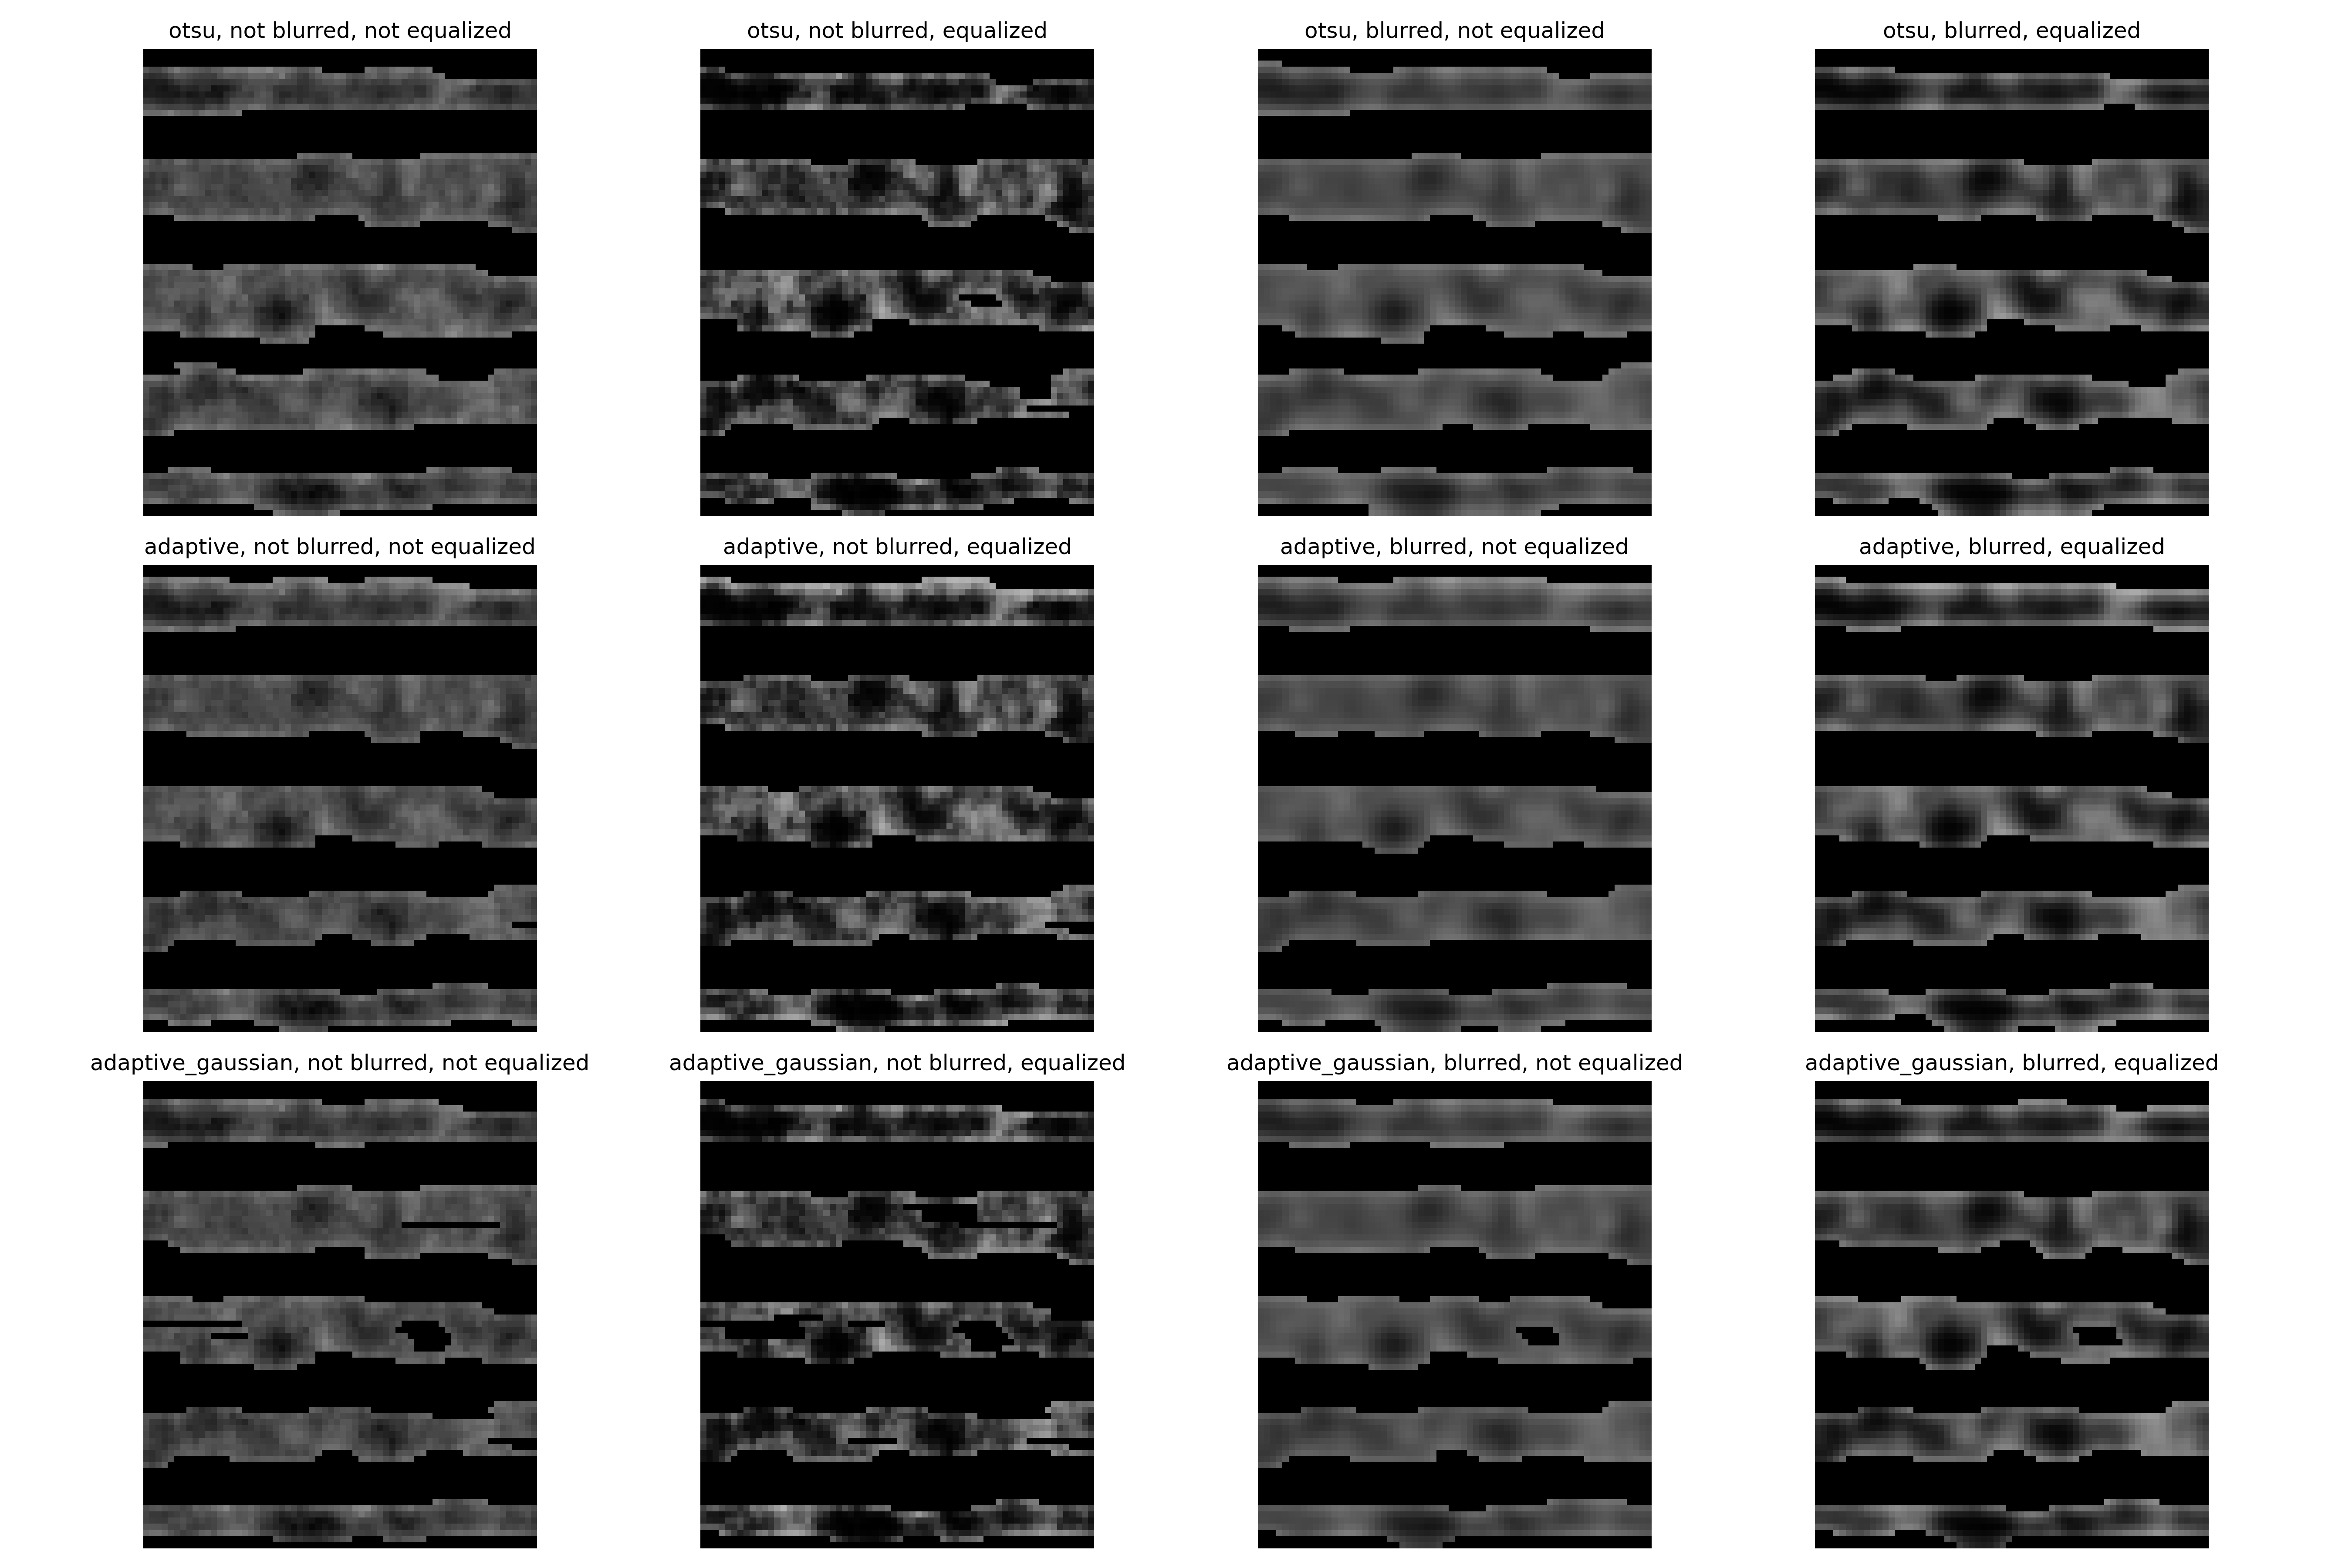 otsu, not blurred, not equalized
otsu, not blurred, equalized
otsu, blurred, not equalized
otsu, blurred, equalized
adaptive, not blurred, not equalized
adaptive, not blurred, equalized
adaptive, blurred, not equalized
adaptive, blurred, equalized
adaptive_gaussian, not blurred, not equalized
adaptive_gaussian, not blurred, equalized
adaptive_gaussian, blurred, not equalized
adaptive_gaussian, blurred, equalized